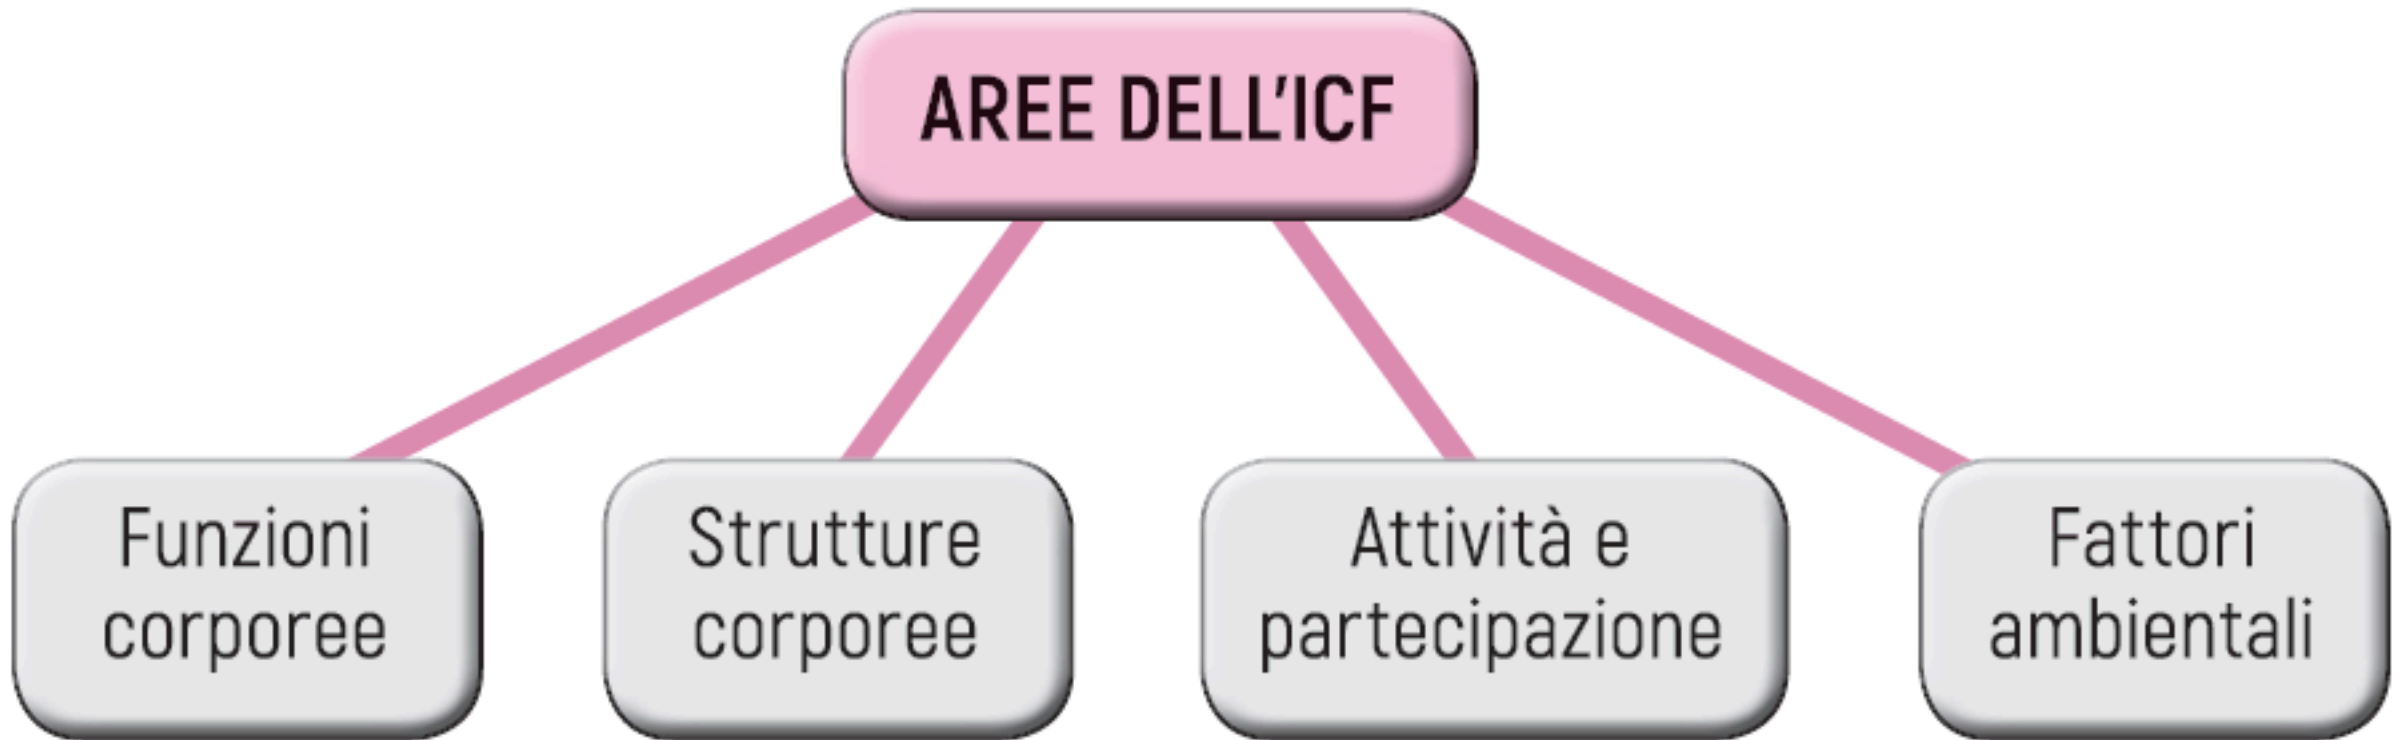 AREE DELL'ICF
Funzioni
corporee
Strutture
corporee
Attività e
partecipazione
Fattori
ambientali